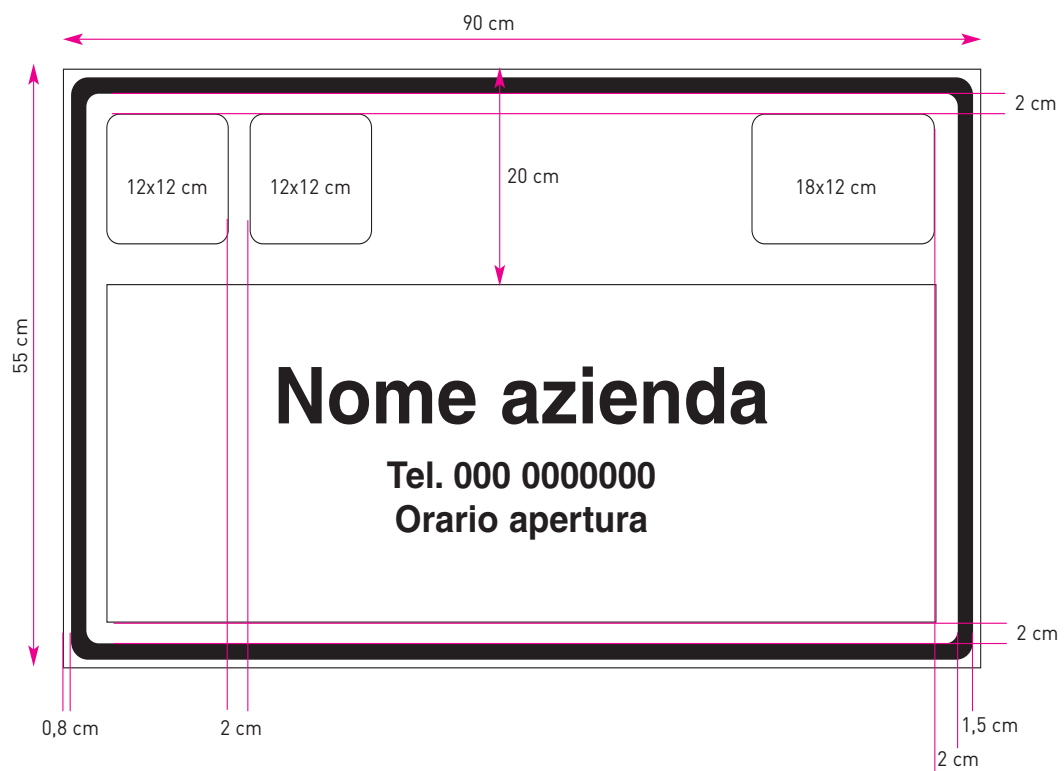 90 cm
2 cm
12x12 cm
12x12 cm
20 cm
18x12 cm
55 cm
Nome azienda
Tel. 000 0000000
Orario apertura
2 cm
0,8 cm
2 cm
1,5 cm
2 cm